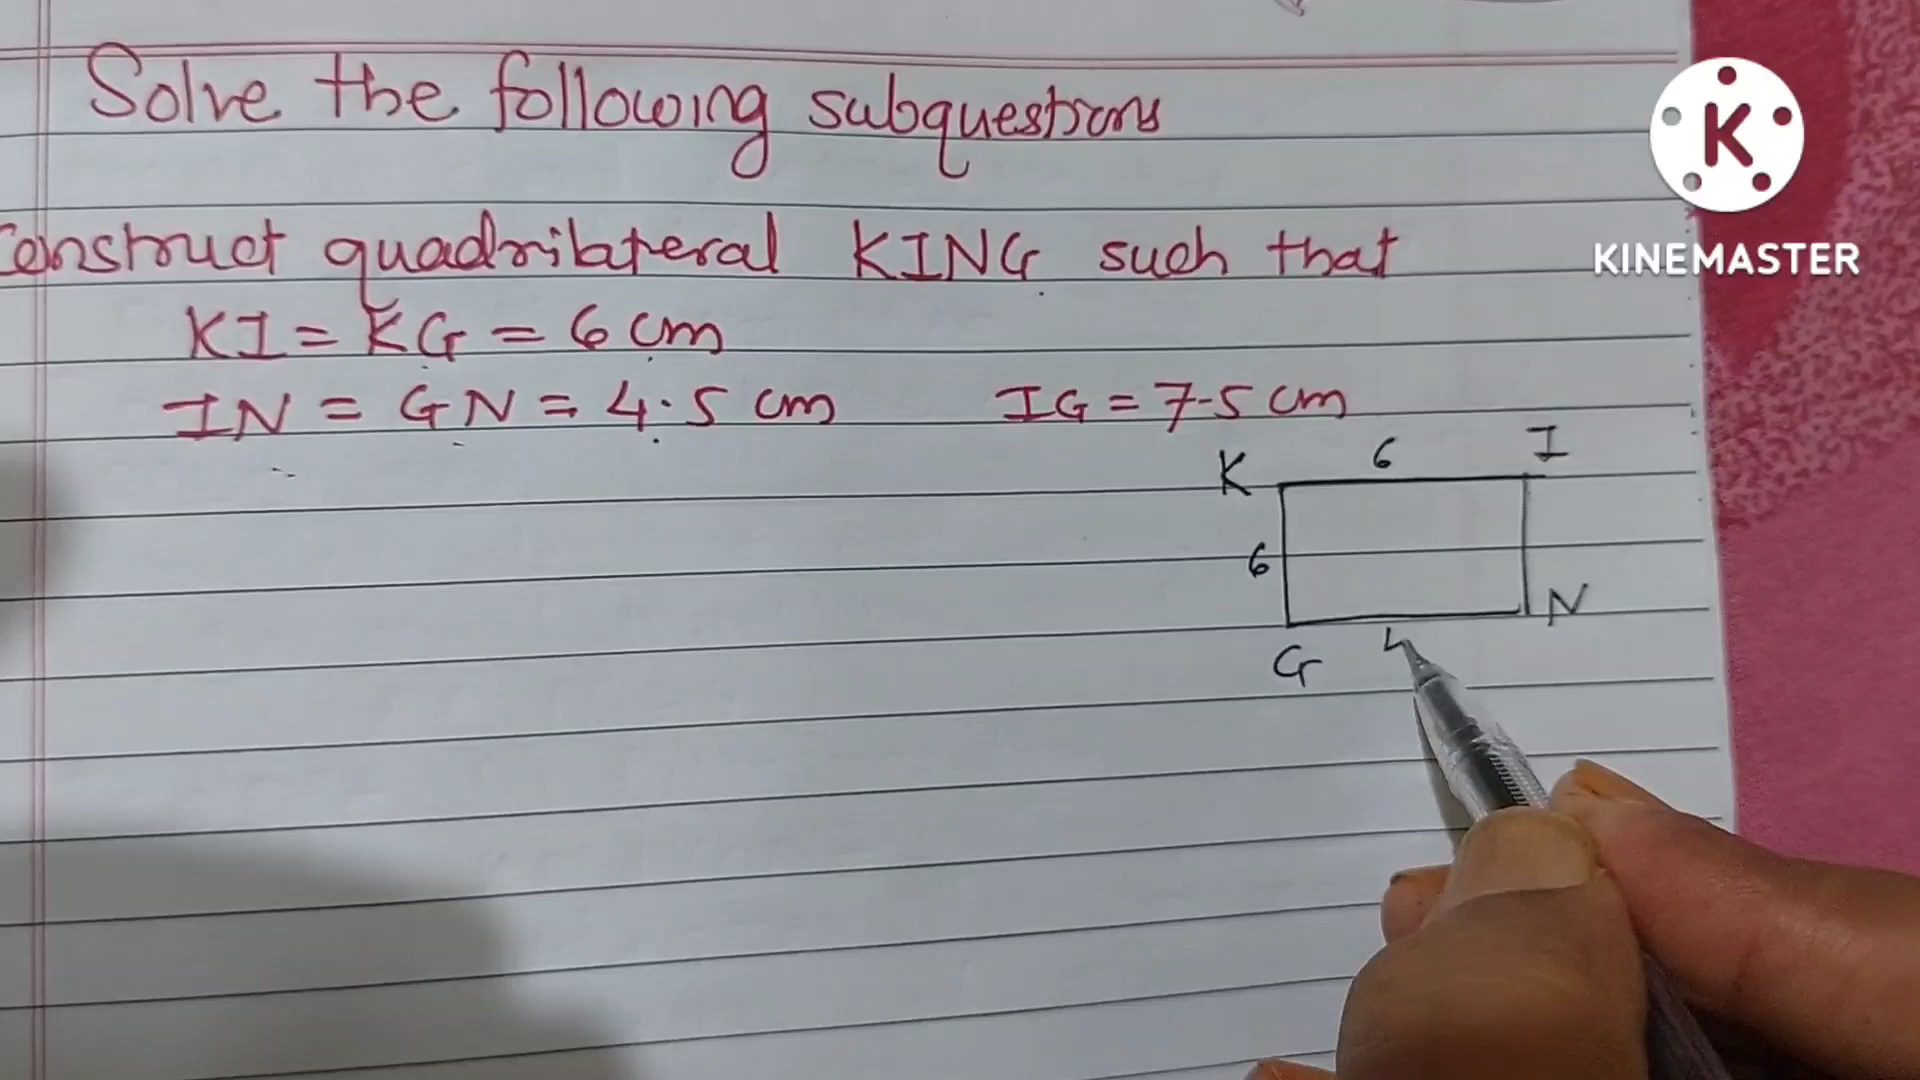 Solve the following subquestions
K
KINEMASTER
Construct quadrilateral KING such that
KI = KG = 6 cm
IN = GN = 4.5 cm IG = 7.5 cm
K 6 I
6
G 4 N